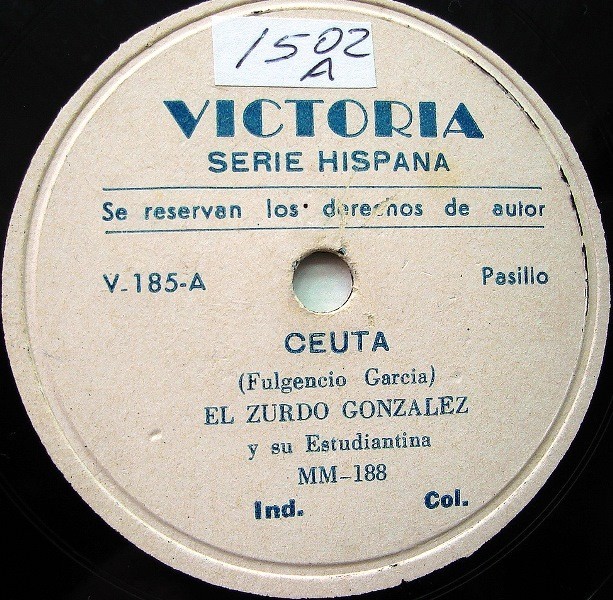 1502
A
VICTORIA
SERIE HISPANA
Se reservan los derechos de autor
V-185-A
Pasillo
CEUTA
(Fulgencio Garcia)
EL ZURDO GONZALEZ
y su Estudiantina
MM-188
Ind. Col.